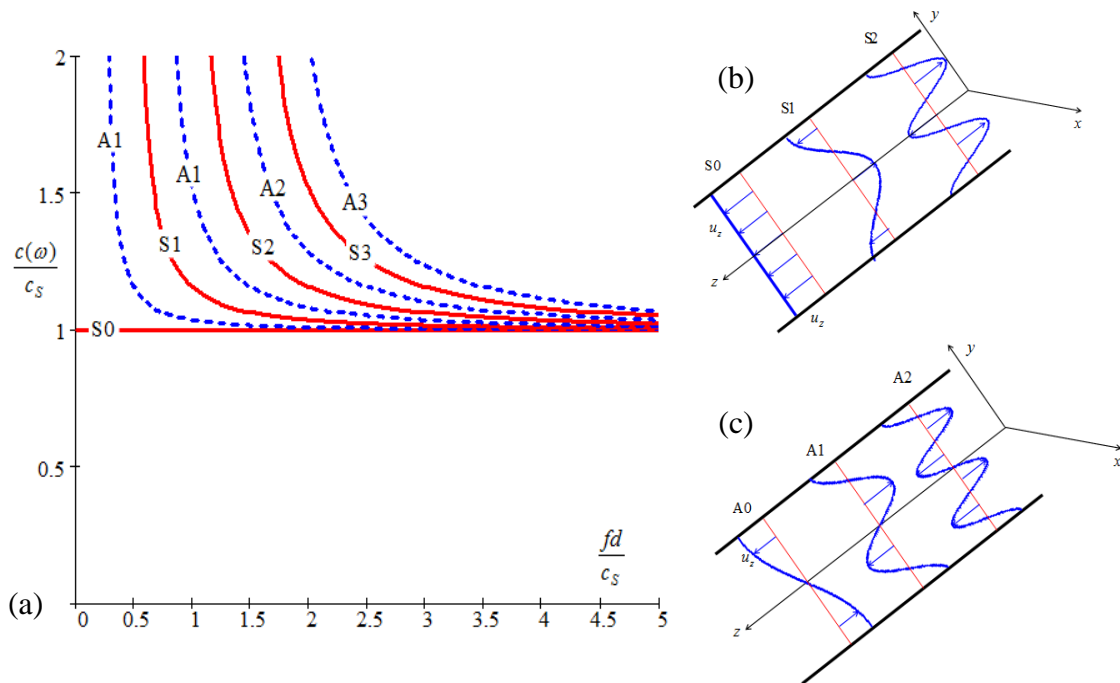 2
1.5
c(ω)
c_S
1
0.5
A1
A1
A2
A3
S1
S2
S3
S0
fd
c_S
(a)
0 0.5 1 1.5 2 2.5 3 3.5 4 4.5 5
(b)
S2
y
x
S1
S0
u_z
z
u_z
(c)
A2
y
x
A1
A0
u_z
z